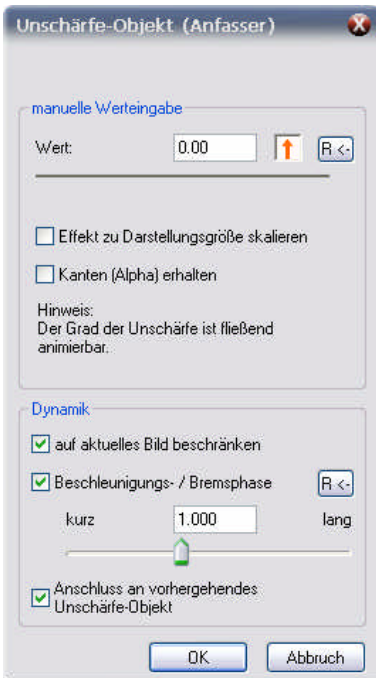 Unschärfe-Objekt (Anfasser)
manuelle Werteingabe
Wert: 0.00 R <-
Effekt zu Darstellungsgröße skalieren
Kanten (Alpha) erhalten
Hinweis:
Der Grad der Unschärfe ist fließend
animierbar.
Dynamik
auf aktuelles Bild beschränken
Beschleunigungs- / Bremsphase R <-
kurz 1.000 lang
Anschluss an vorhergehendes
Unschärfe-Objekt
OK Abbruch